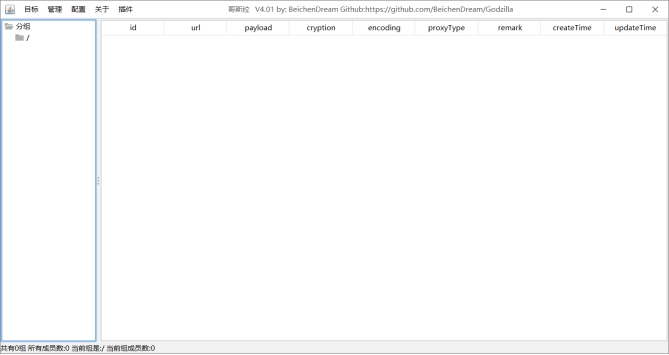 目标 管理 配置 关于 插件 哥斯拉 V4.01 by: BeichenDream Github:https://github.com/BeichenDream/Godzilla
分组
/
id url payload cryption encoding proxyType remark createTime updateTime
共有0组 所有成员数:0 当前组是:/ 当前组成员数:0